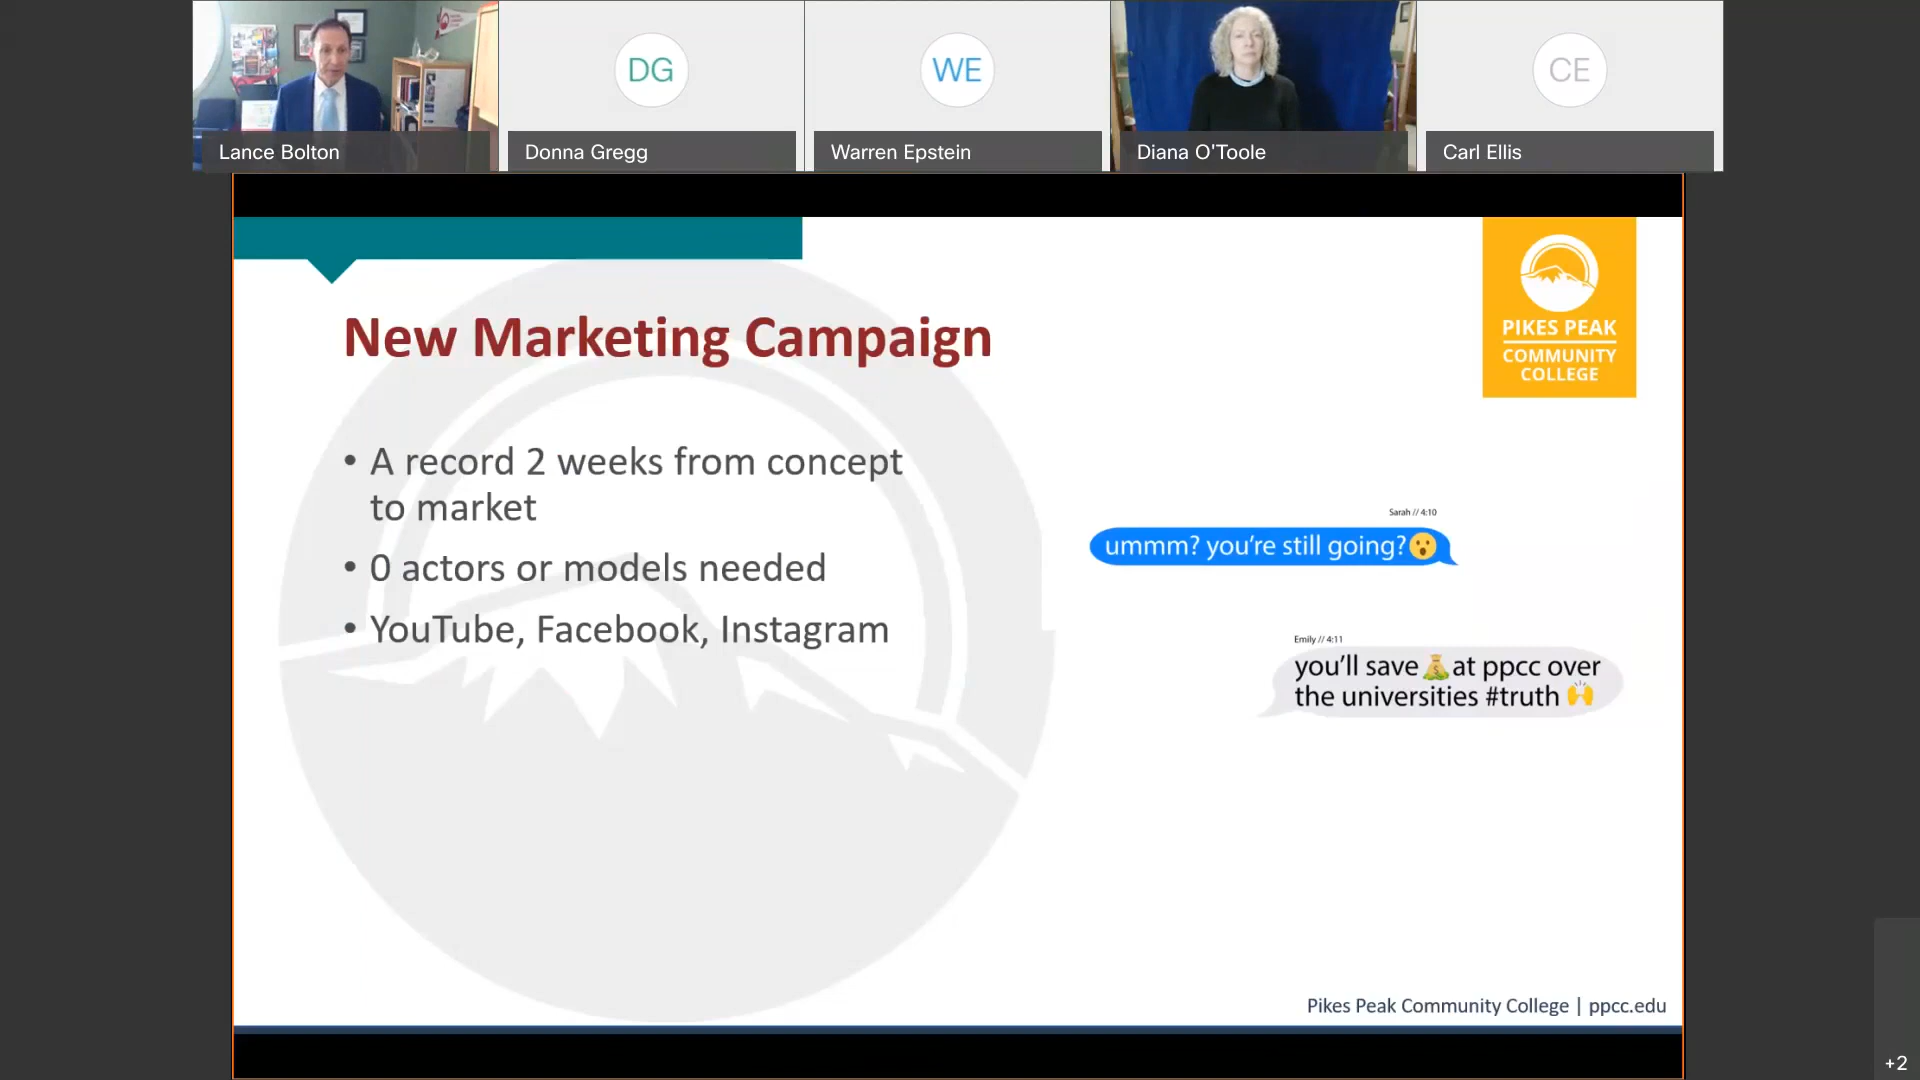 DG
WE
CE
Lance Bolton
Donna Gregg
Warren Epstein
Diana O'Toole
Carl Ellis
PIKES PEAK
COMMUNITY
COLLEGE
New Marketing Campaign
• A record 2 weeks from concept
to market
• 0 actors or models needed
• YouTube, Facebook, Instagram
Sarah // 4:10
ummm? you're still going?😮
Emily // 4:11
you'll save 💰 at ppcc over
the universities #truth 🙌
Pikes Peak Community College | ppcc.edu
+2